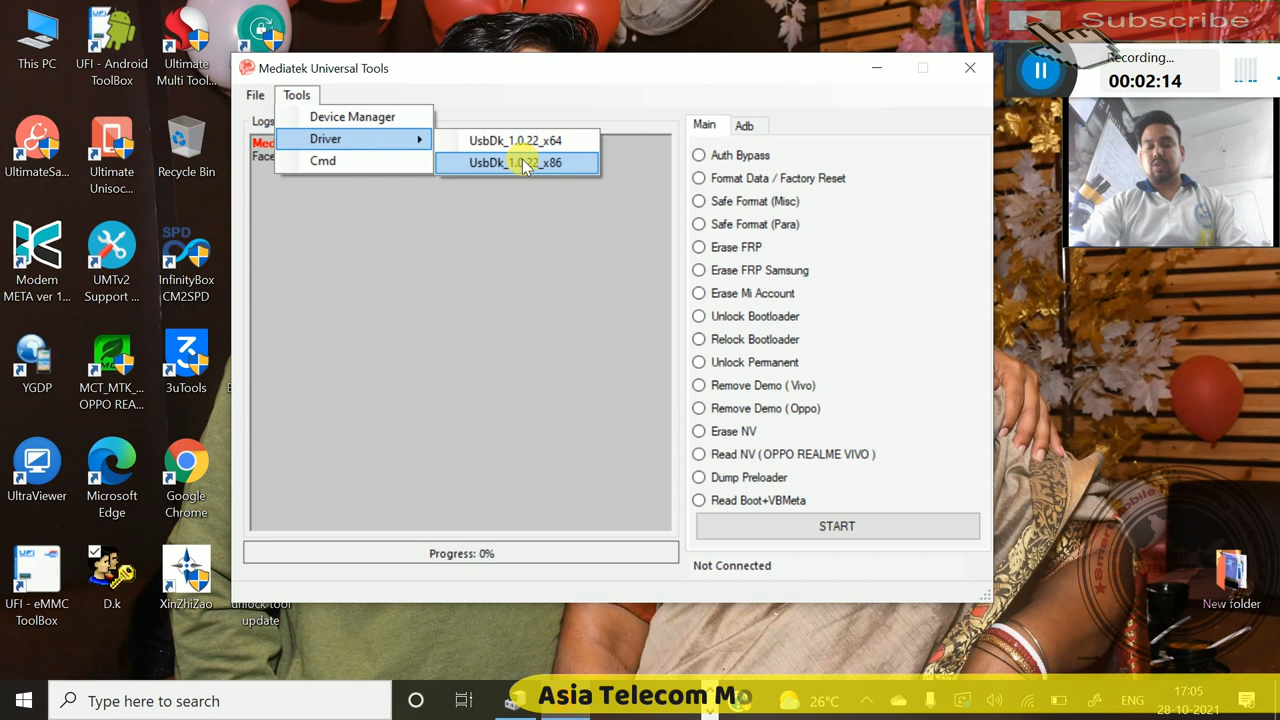 This PC
UFI - Android
ToolBox
Ultimate
Multi Tool...
UltimateSa...
Ultimate
Unisoc...
Recycle Bin
Modem
META ver 1...
UMTv2
Support ...
SPD
InfinityBox
CM2SPD
YGDP
MCT_MTK_...
OPPO REA...
3uTools
UltraViewer
Microsoft
Edge
Google
Chrome
UFI - eMMC
ToolBox
D.k
XinZhiZao
unlock tool
update
Mediatek Universal Tools
File
Tools
Device Manager
Driver
Cmd
UsbDk_1.0.22_x64
UsbDk_1.0.22_x86
Logs
Med
Face
Main
Adb
Auth Bypass
Format Data / Factory Reset
Safe Format (Misc)
Safe Format (Para)
Erase FRP
Erase FRP Samsung
Erase Mi Account
Unlock Bootloader
Relock Bootloader
Unlock Permanent
Remove Demo ( Vivo)
Remove Demo ( Oppo)
Erase NV
Read NV ( OPPO REALME VIVO )
Dump Preloader
Read Boot+VBMeta
START
Progress: 0%
Not Connected
Subscribe
Recording...
00:02:14
New folder
Type here to search
Asia Telecom Mo
26°C
ENG
17:05
28-10-2021